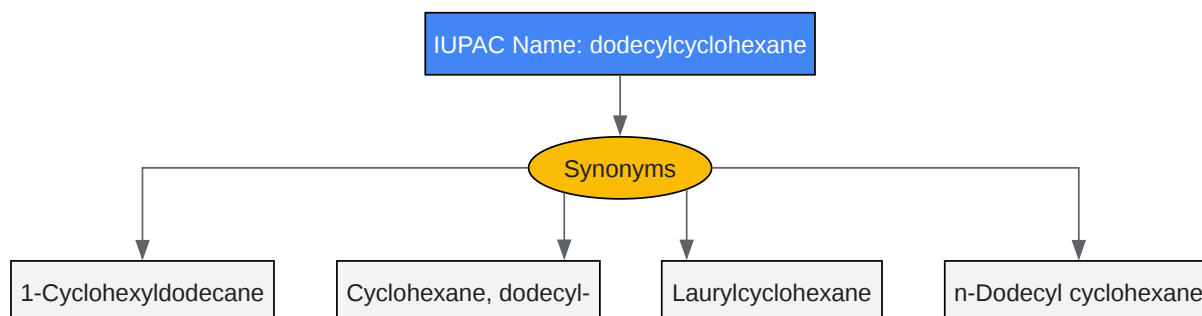 IUPAC Name: dodecylcyclohexane
Synonyms
1-Cyclohexyldodecane
Cyclohexane, dodecyl-
Laurylcyclohexane
n-Dodecyl cyclohexane